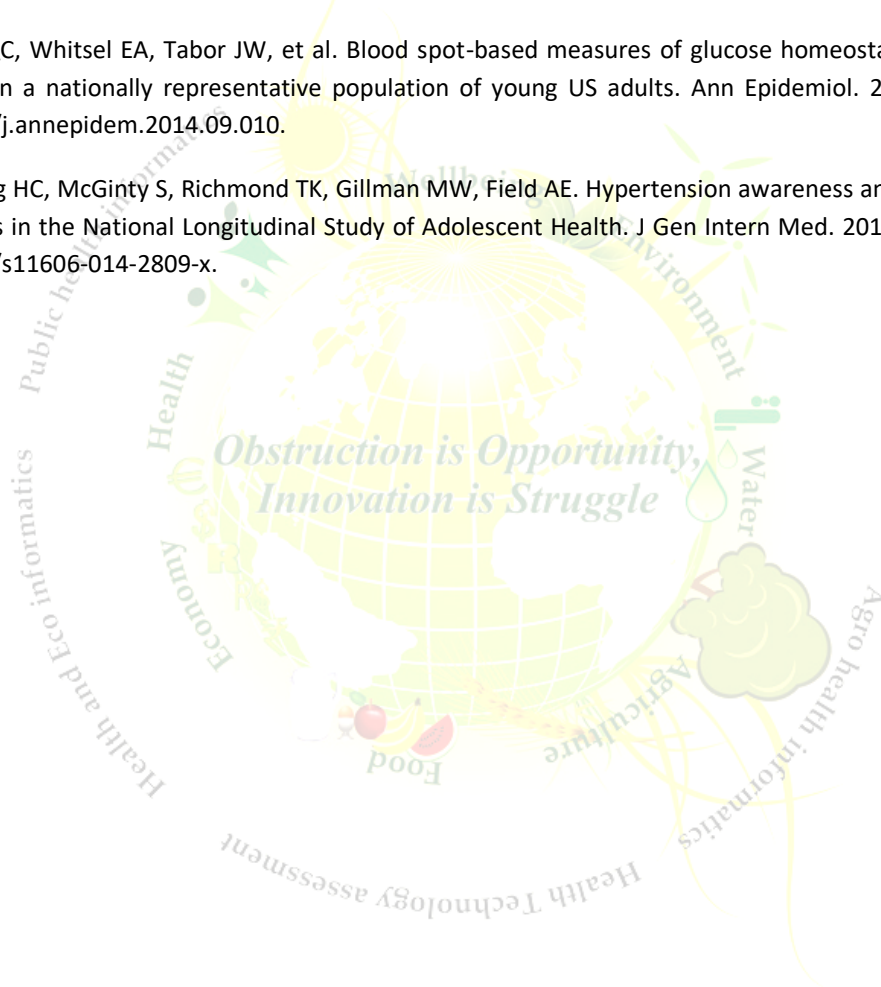 C, Whitsel EA, Tabor JW, et al. Blood spot-based measures of glucose homeosta
n a nationally representative population of young US adults. Ann Epidemiol. 2
/j.annepidem.2014.09.010.
g HC, McGinty S, Richmond TK, Gillman MW, Field AE. Hypertension awareness an
s in the National Longitudinal Study of Adolescent Health. J Gen Intern Med. 201
/s11606-014-2809-x.
Public health informatics
Wellbeing
Environment
Health
Water
Obstruction is Opportunity,
Innovation is Struggle
Economy
Agriculture
Food
Health and Eco informatics
Agro health informatics
Health Technology assessment